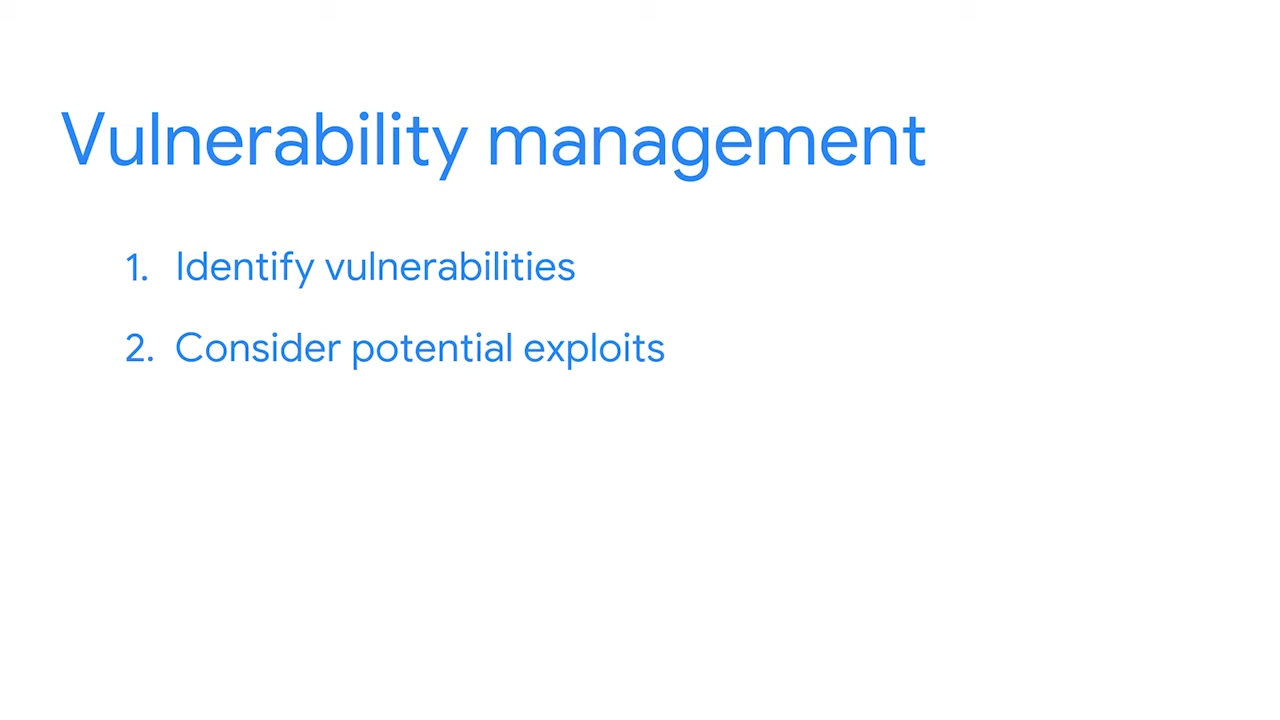 Vulnerability management
1. Identify vulnerabilities
2. Consider potential exploits